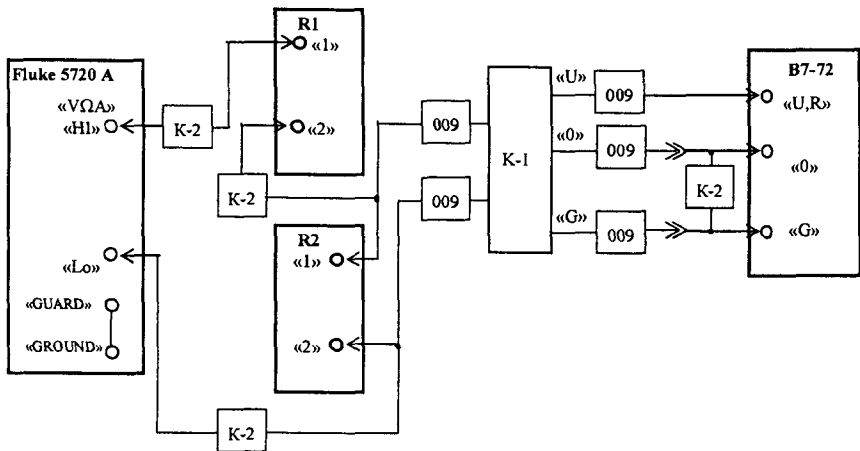 R1
«1»
«2»
Fluke 5720 A
«VΩA»
«HI»
«Lo»
«GUARD»
«GROUND»
K-2
K-2
R2
«1»
«2»
K-2
009
009
K-1
«U»
009
«0»
009
«G»
009
K-2
B7-72
«U,R»
«0»
«G»